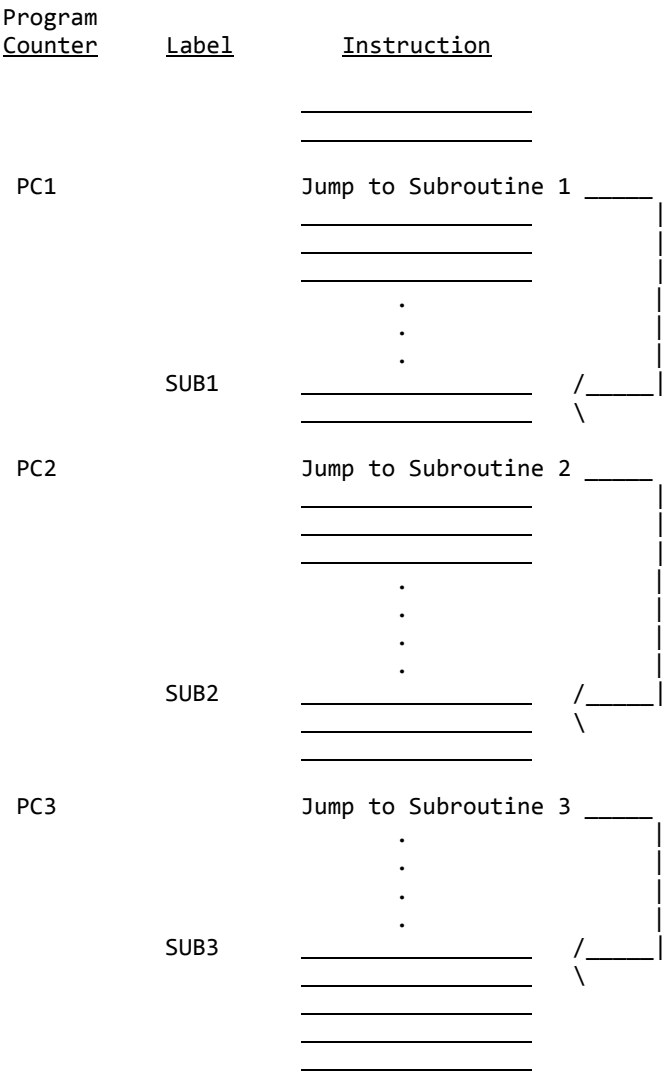 Program
Counter Label Instruction
PC1 Jump to Subroutine 1
.
.
.
SUB1
PC2 Jump to Subroutine 2
.
.
.
.
SUB2
PC3 Jump to Subroutine 3
.
.
.
.
SUB3